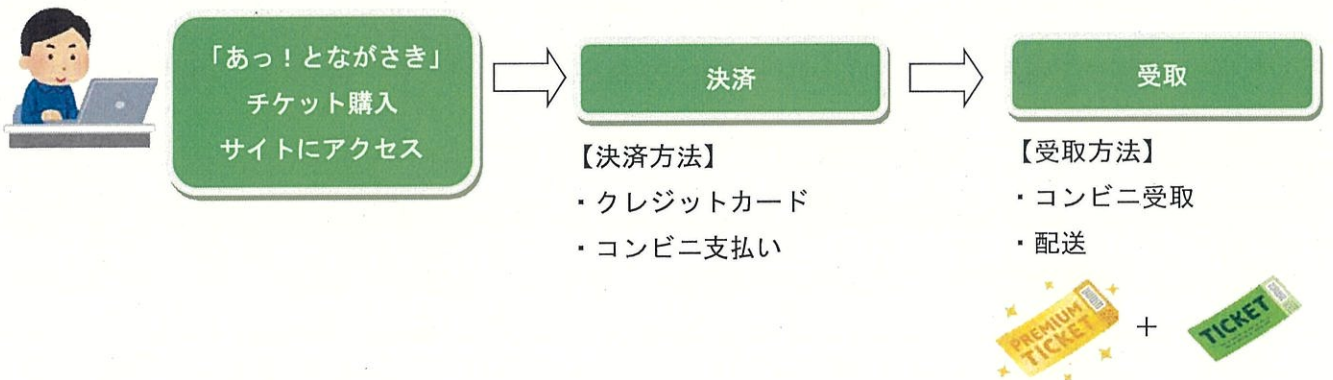 「あっ！とながさき」
チケット購入
サイトにアクセス
決済
【決済方法】
・クレジットカード
・コンビニ支払い
受取
【受取方法】
・コンビニ受取
・配送
PREMIUM
TICKET
+
TICKET